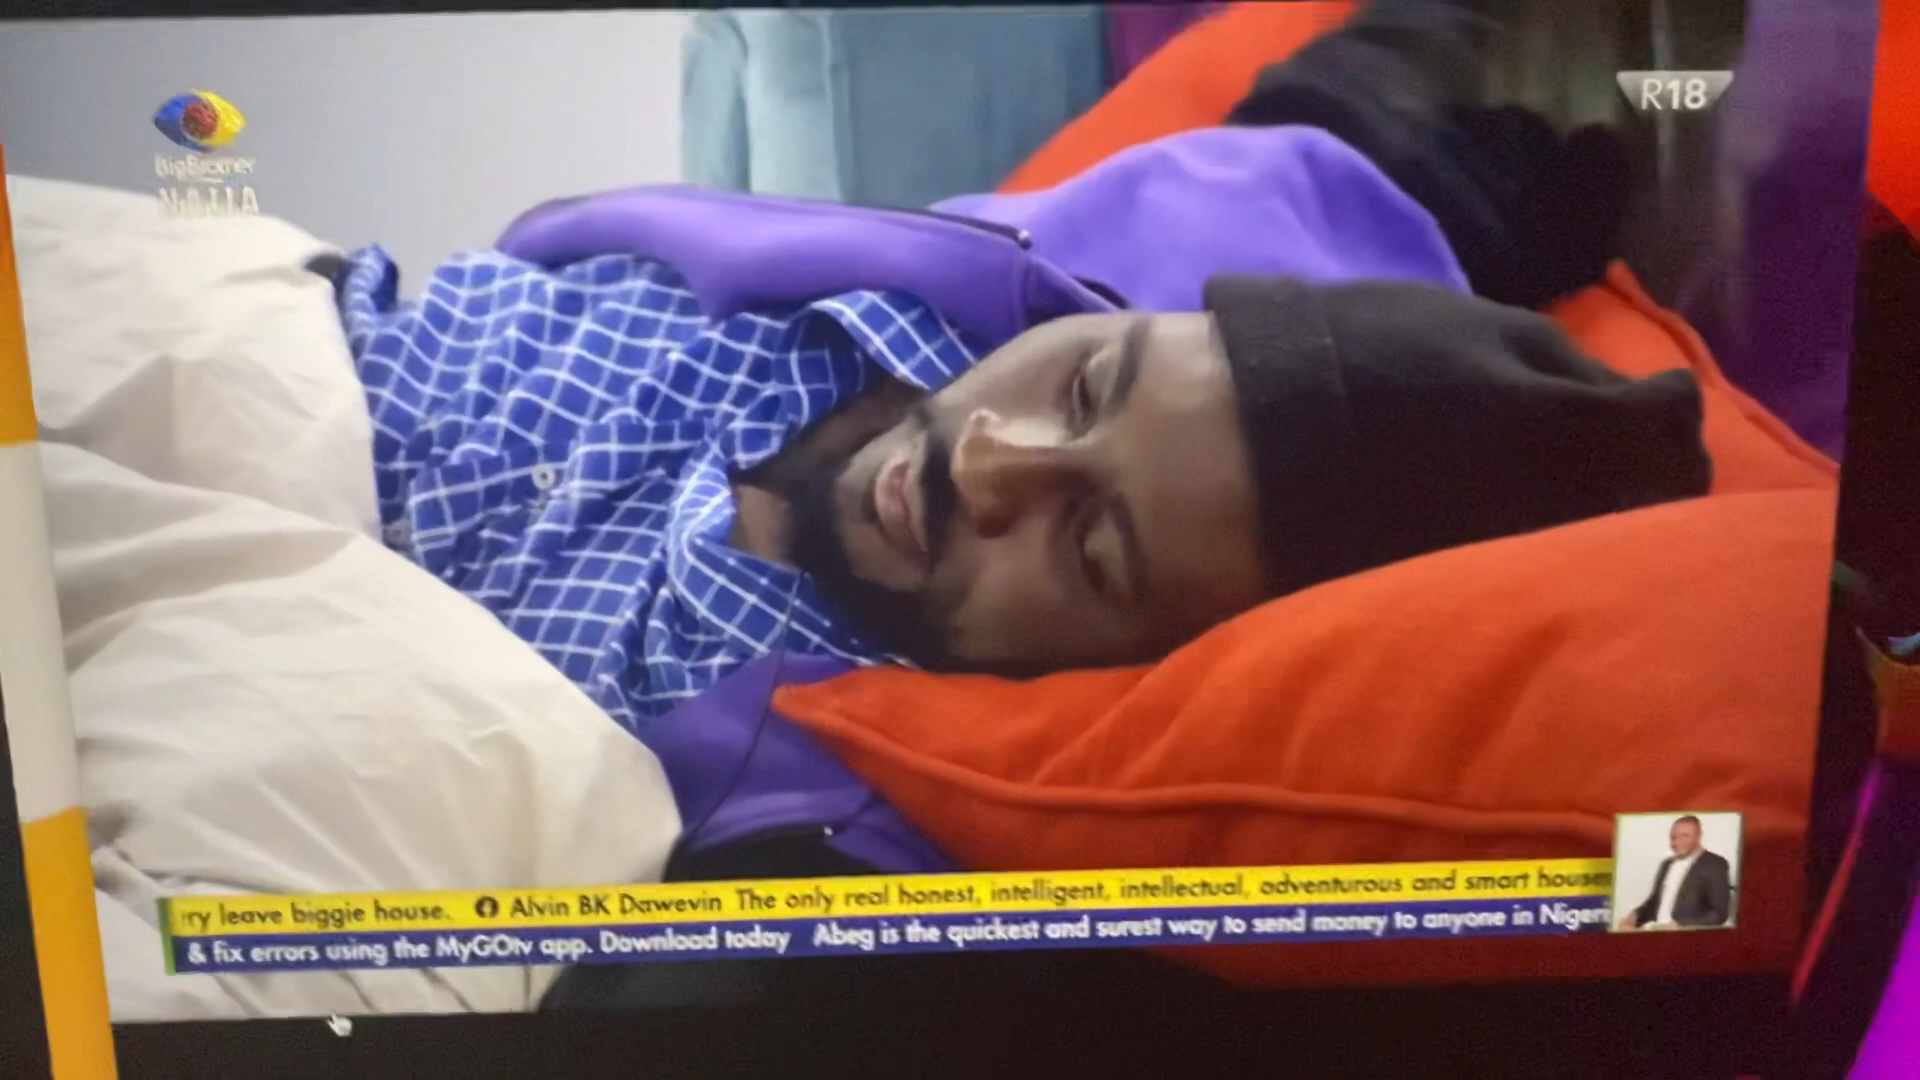 BigBrother
NAIJA
R18
ry leave biggie house. Alvin BK Dawevin The only real honest, intelligent, intellectual, adventurous and smart house
& fix errors using the MyGOtv app. Download today Abeg is the quickest and surest way to send money to anyone in Nigeri